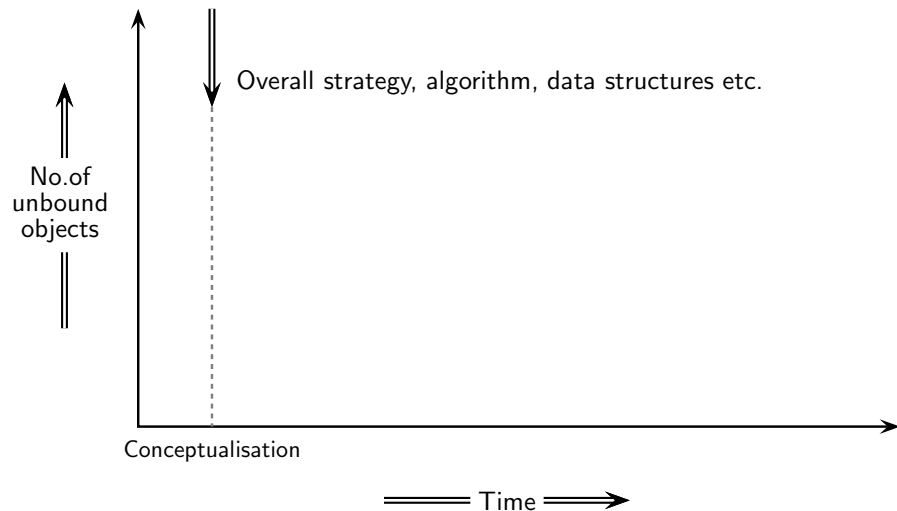 Overall strategy, algorithm, data structures etc.
No.of
unbound
objects
Conceptualisation
Time